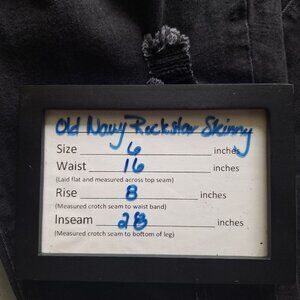 Old Navy Rockstar Skinny
Size 6 inches
Waist 16 inches
(Laid flat and measured across top seam)
Rise 8 inches
(Measured crotch seam to waist band)
Inseam 28 inches
(Measured crotch seam to bottom of leg)